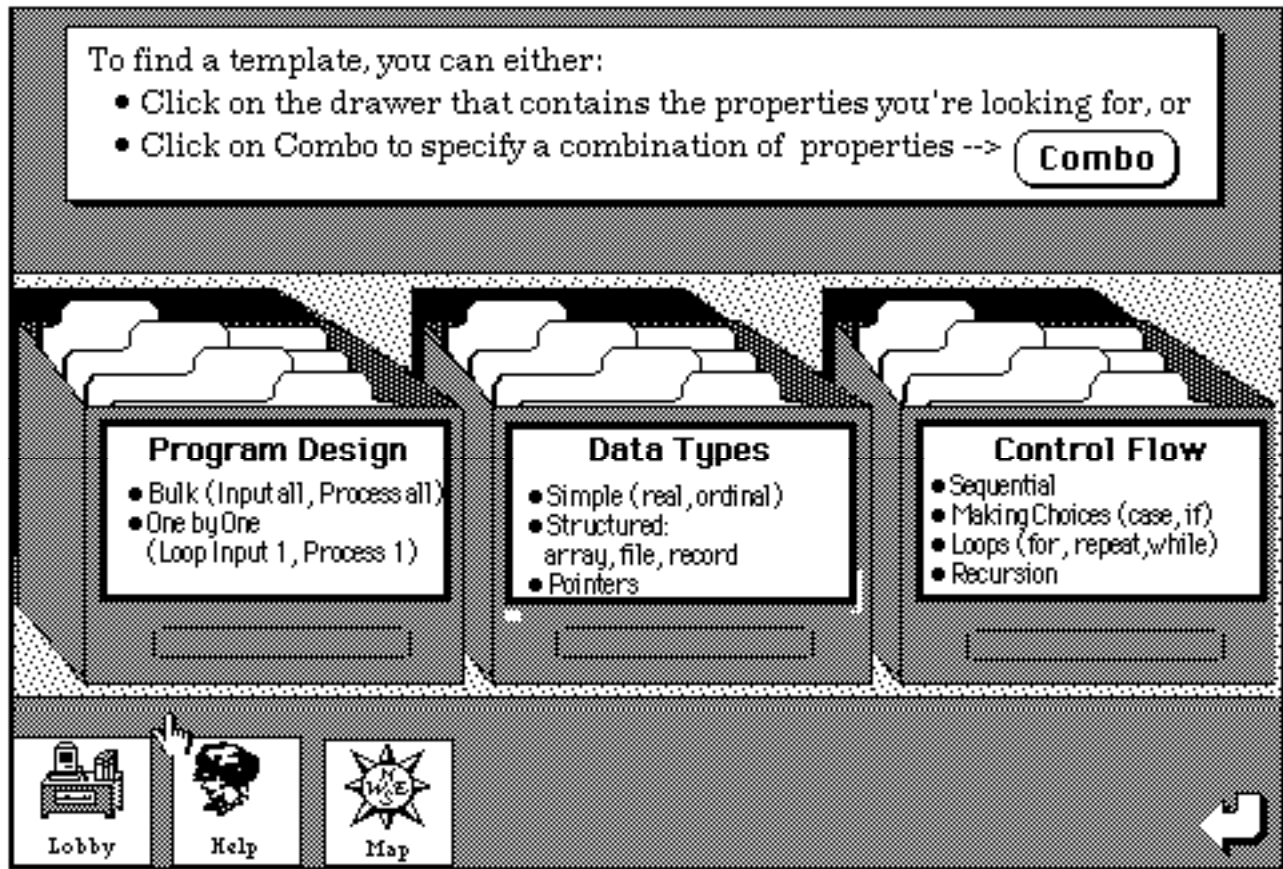 To find a template, you can either:
• Click on the drawer that contains the properties you're looking for, or
• Click on Combo to specify a combination of properties -->
Combo
Program Design
• Bulk (Input all, Process all)
• One by One
(Loop Input 1, Process 1)
Data Types
• Simple (real, ordinal)
• Structured:
array, file, record
• Pointers
Control Flow
• Sequential
• Making Choices (case, if)
• Loops (for, repeat, while)
• Recursion
Lobby
Help
N
W E
S
Map